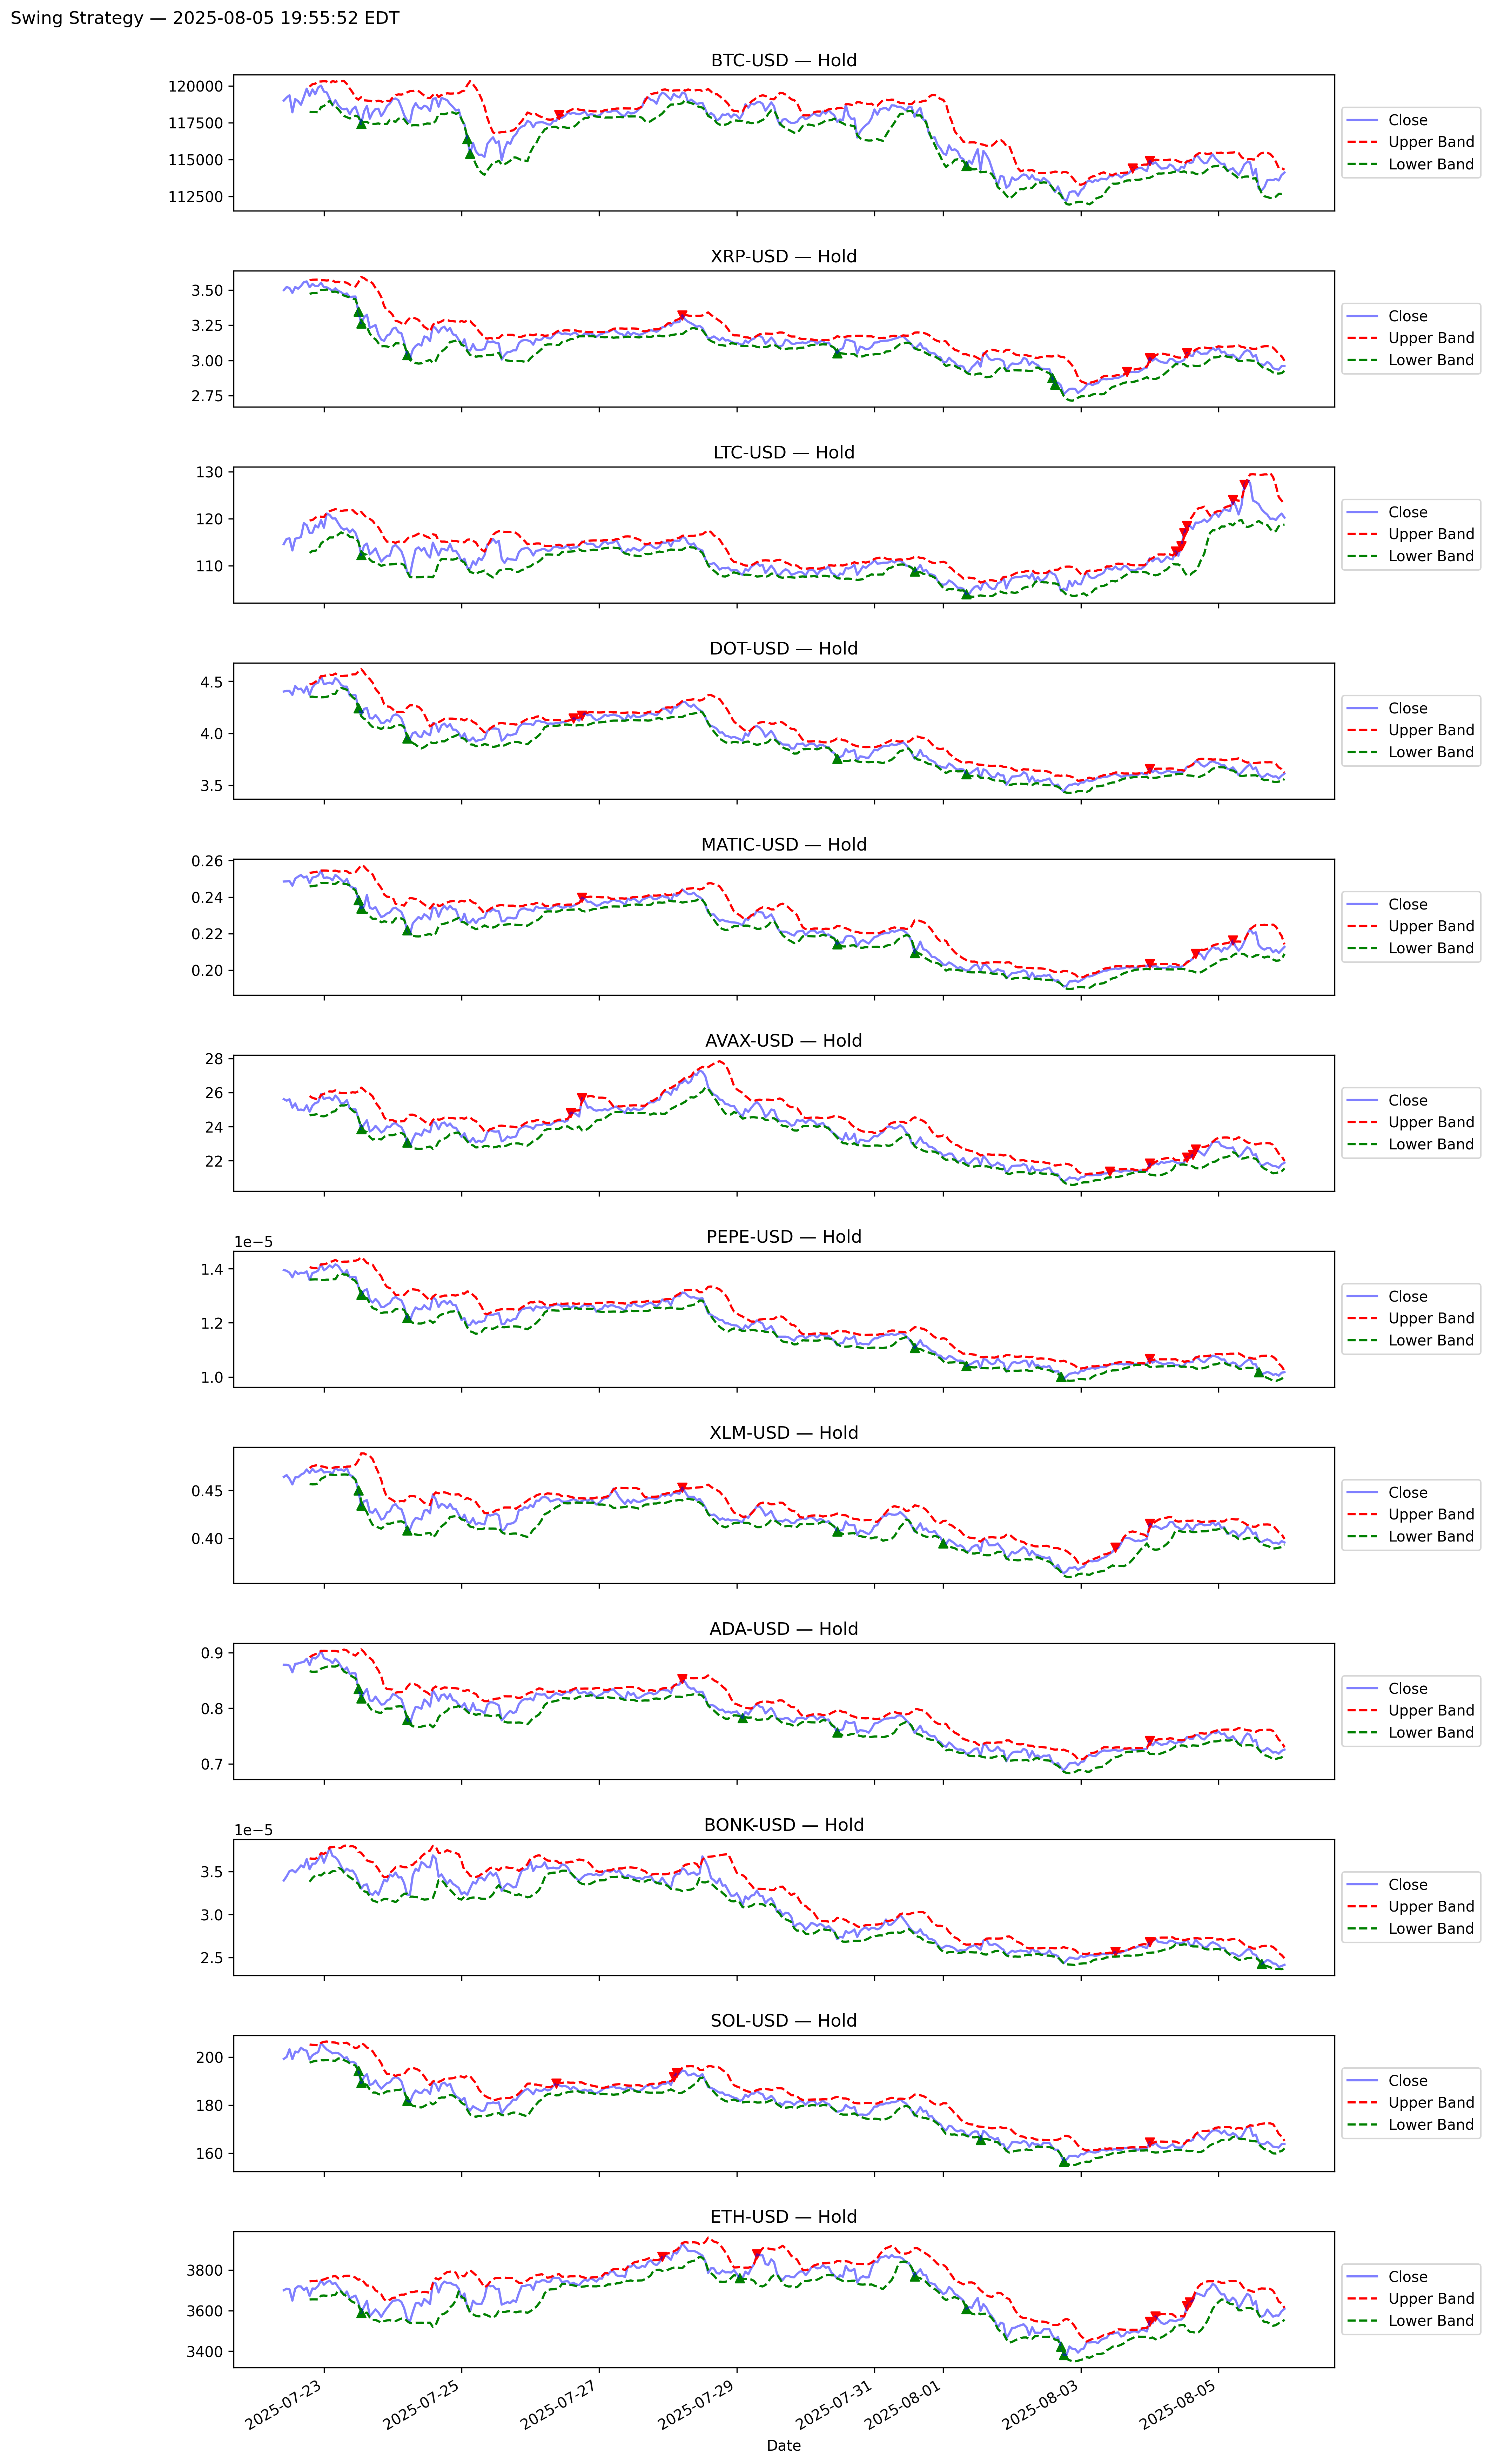 Swing Strategy — 2025-08-05 19:55:52 EDT
BTC-USD — Hold
120000
117500
115000
112500
Close
Upper Band
Lower Band
XRP-USD — Hold
3.50
3.25
3.00
2.75
Close
Upper Band
Lower Band
LTC-USD — Hold
130
120
110
Close
Upper Band
Lower Band
DOT-USD — Hold
4.5
4.0
3.5
Close
Upper Band
Lower Band
MATIC-USD — Hold
0.26
0.24
0.22
0.20
Close
Upper Band
Lower Band
AVAX-USD — Hold
28
26
24
22
Close
Upper Band
Lower Band
PEPE-USD — Hold
1e−5
1.4
1.2
1.0
Close
Upper Band
Lower Band
XLM-USD — Hold
0.45
0.40
Close
Upper Band
Lower Band
ADA-USD — Hold
0.9
0.8
0.7
Close
Upper Band
Lower Band
BONK-USD — Hold
1e−5
3.5
3.0
2.5
Close
Upper Band
Lower Band
SOL-USD — Hold
200
180
160
Close
Upper Band
Lower Band
ETH-USD — Hold
3800
3600
3400
Close
Upper Band
Lower Band
2025-07-23
2025-07-25
2025-07-27
2025-07-29
2025-07-31
2025-08-01
2025-08-03
2025-08-05
Date